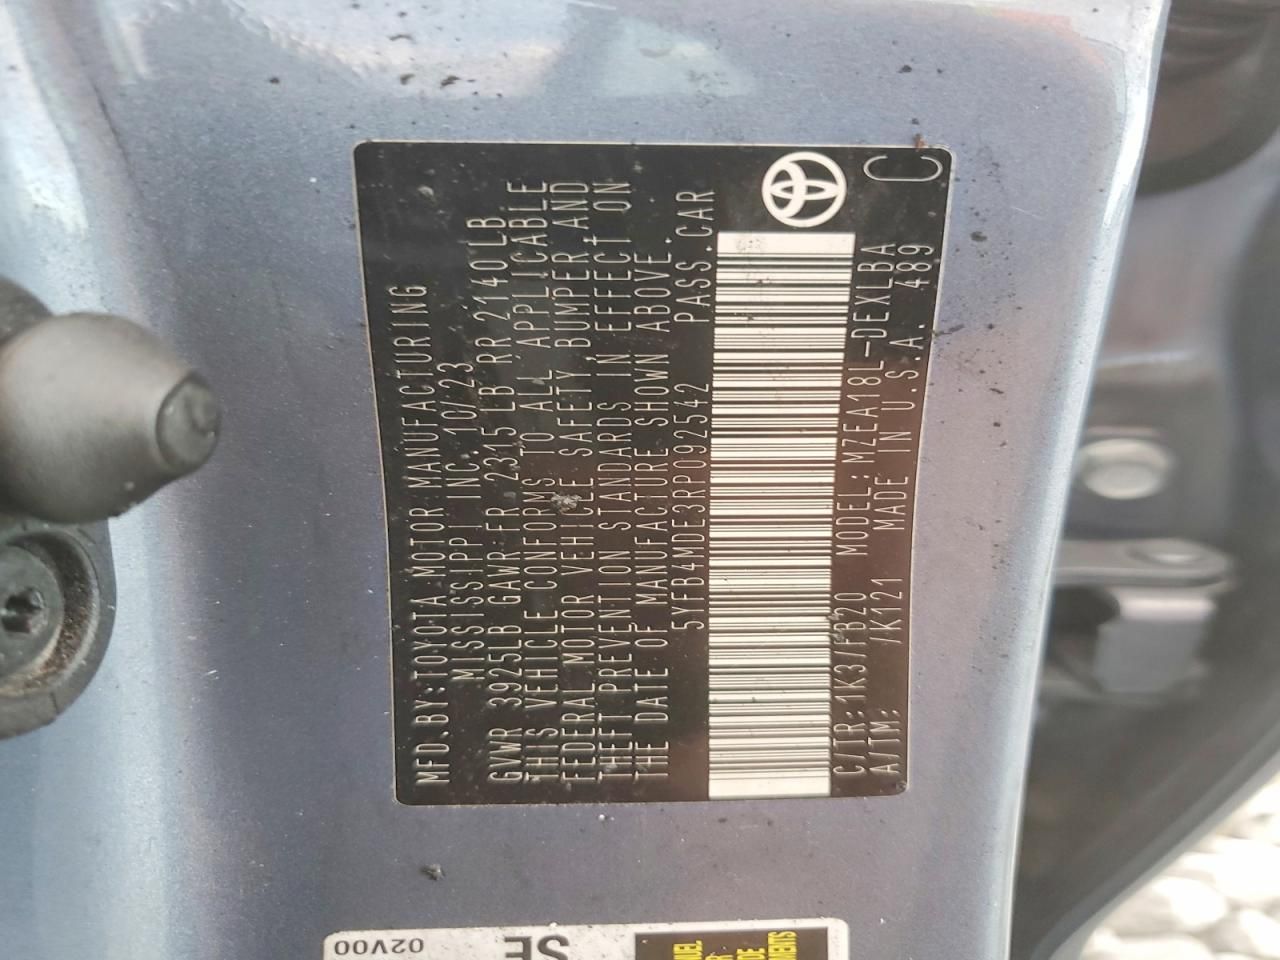 MFD.BY:TOYOTA MOTOR MANUFACTURING
MISSISSIPPI INC 10/23
GVWR 3925LB GAWR FR 2315LB RR 2140LB
THIS VEHICLE CONFORMS TO ALL APPLICABLE
FEDERAL MOTOR VEHICLE SAFETY, BUMPER AND
THEFT PREVENTION STANDARDS IN EFFECT ON
THE DATE OF MANUFACTURE SHOWN ABOVE.
5YFB4MDE3RP092542 PASS.CAR
C/TR:1K3/FB20 MODEL:MZEA18L-DEXLBA
A/TM: /K121 MADE IN U.S.A. 489
C
02V00
SE